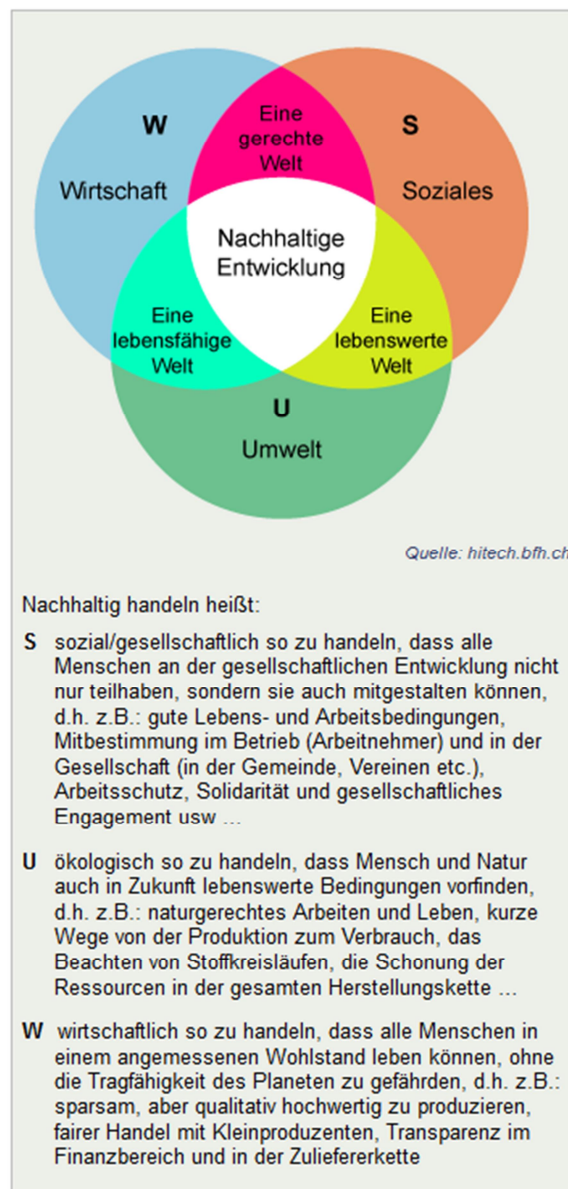 W
S
Eine
gerechte
Welt
Wirtschaft
Soziales
Nachhaltige
Entwicklung
Eine
lebensfähige
Welt
Eine
lebenswerte
Welt
U
Umwelt
Quelle: hitech.bfh.ch
Nachhaltig handeln heißt:
S sozial/gesellschaftlich so zu handeln, dass alle
Menschen an der gesellschaftlichen Entwicklung nicht
nur teilhaben, sondern sie auch mitgestalten können,
d.h. z.B.: gute Lebens- und Arbeitsbedingungen,
Mitbestimmung im Betrieb (Arbeitnehmer) und in der
Gesellschaft (in der Gemeinde, Vereinen etc.),
Arbeitsschutz, Solidarität und gesellschaftliches
Engagement usw ...
U ökologisch so zu handeln, dass Mensch und Natur
auch in Zukunft lebenswerte Bedingungen vorfinden,
d.h. z.B.: naturgerechtes Arbeiten und Leben, kurze
Wege von der Produktion zum Verbrauch, das
Beachten von Stoffkreisläufen, die Schonung der
Ressourcen in der gesamten Herstellungskette ...
W wirtschaftlich so zu handeln, dass alle Menschen in
einem angemessenen Wohlstand leben können, ohne
die Tragfähigkeit des Planeten zu gefährden, d.h. z.B.:
sparsam, aber qualitativ hochwertig zu produzieren,
fairer Handel mit Kleinproduzenten, Transparenz im
Finanzbereich und in der Zuliefererkette